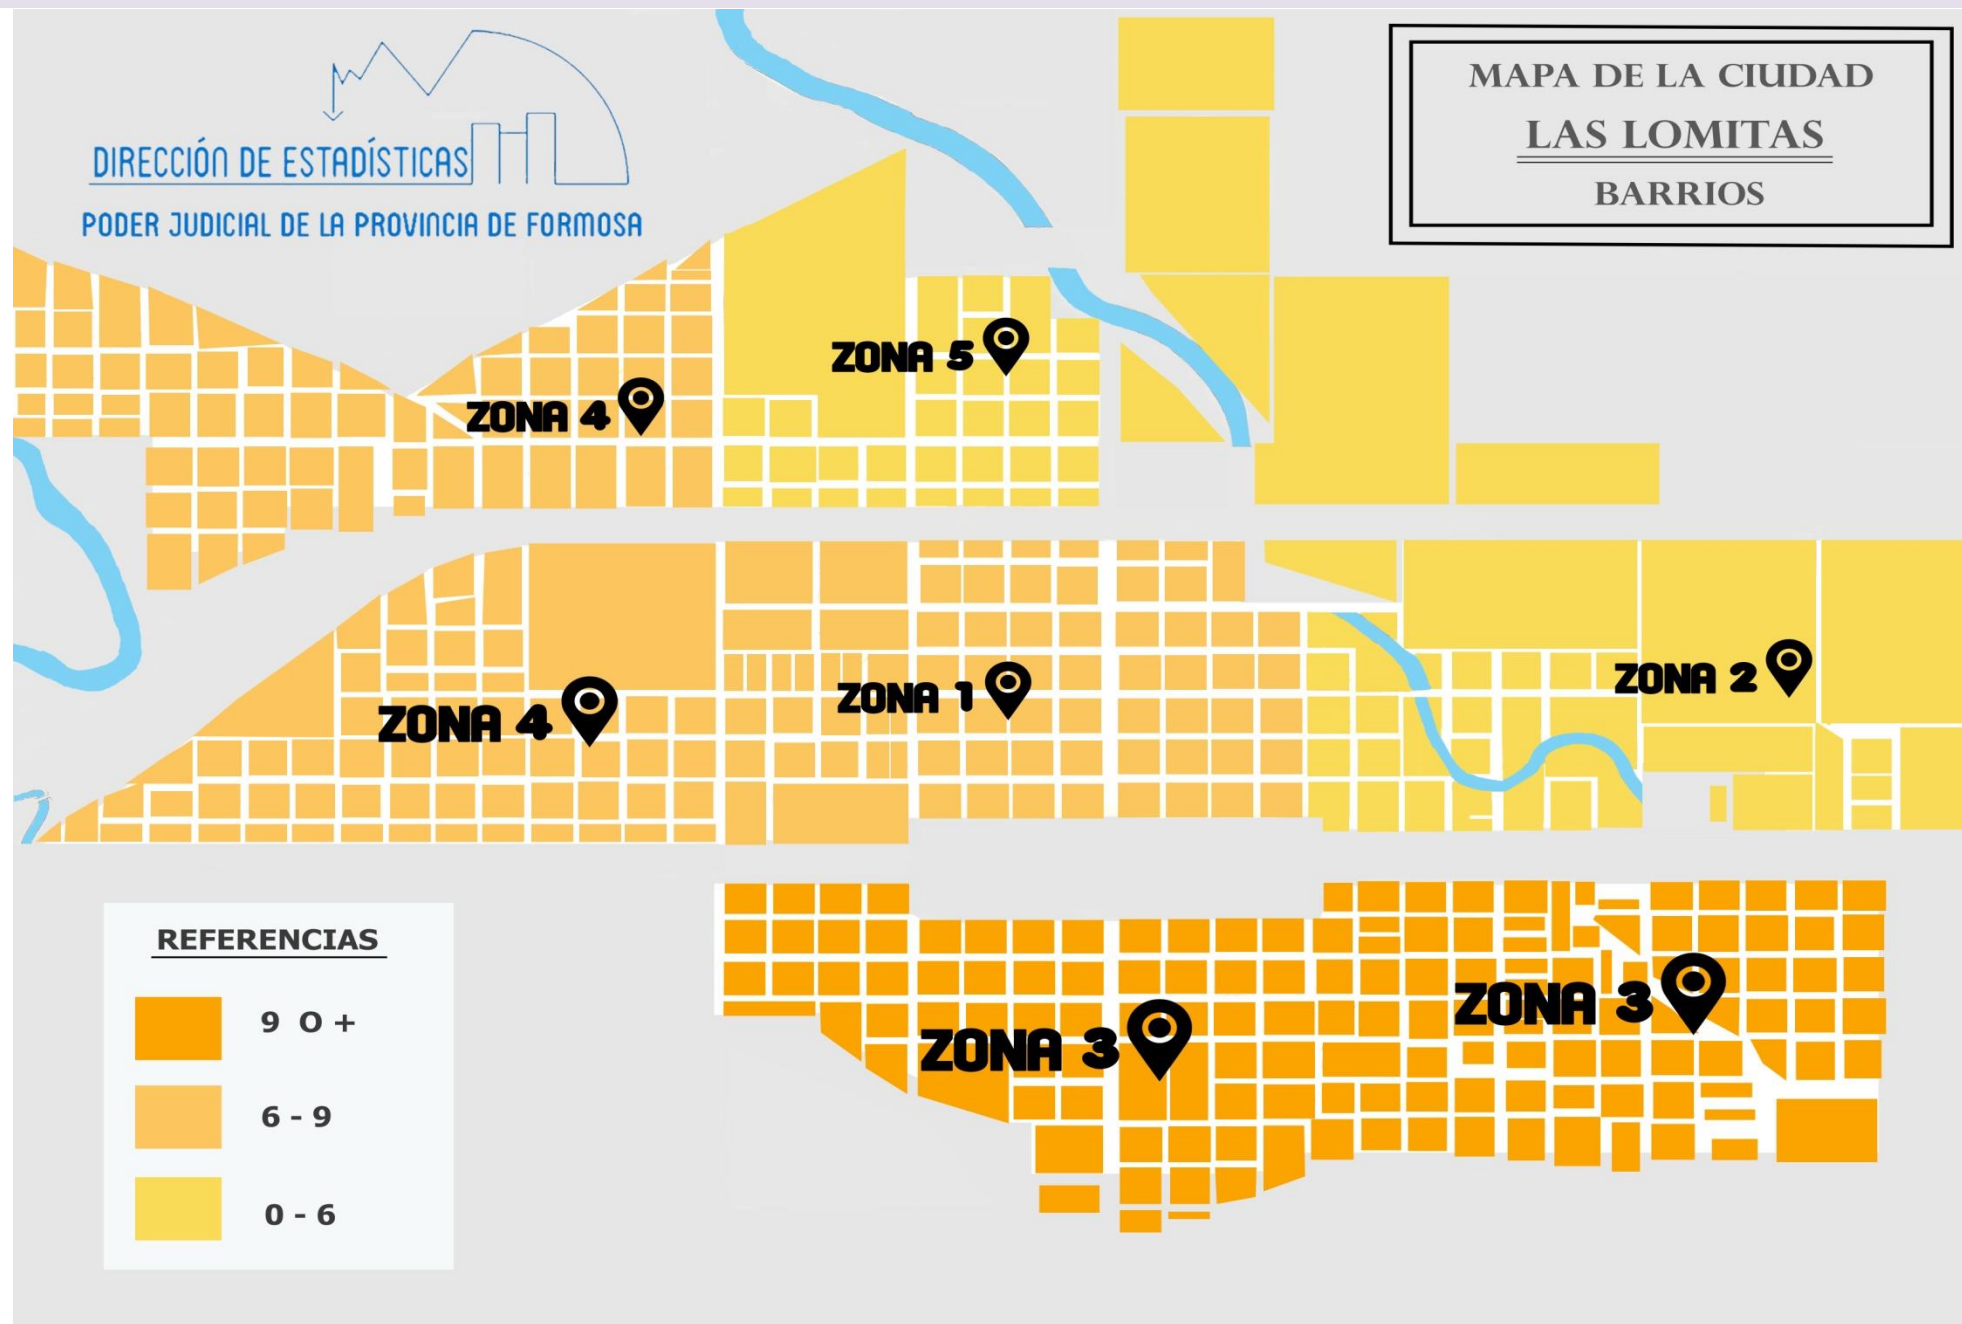 DIRECCIÓN DE ESTADÍSTICAS
PODER JUDICIAL DE LA PROVINCIA DE FORMOSA
MAPA DE LA CIUDAD
LAS LOMITAS
BARRIOS
ZONA 5
ZONA 4
ZONA 2
ZONA 1
ZONA 4
ZONA 3
ZONA 3
REFERENCIAS
9 O +
6 - 9
0 - 6